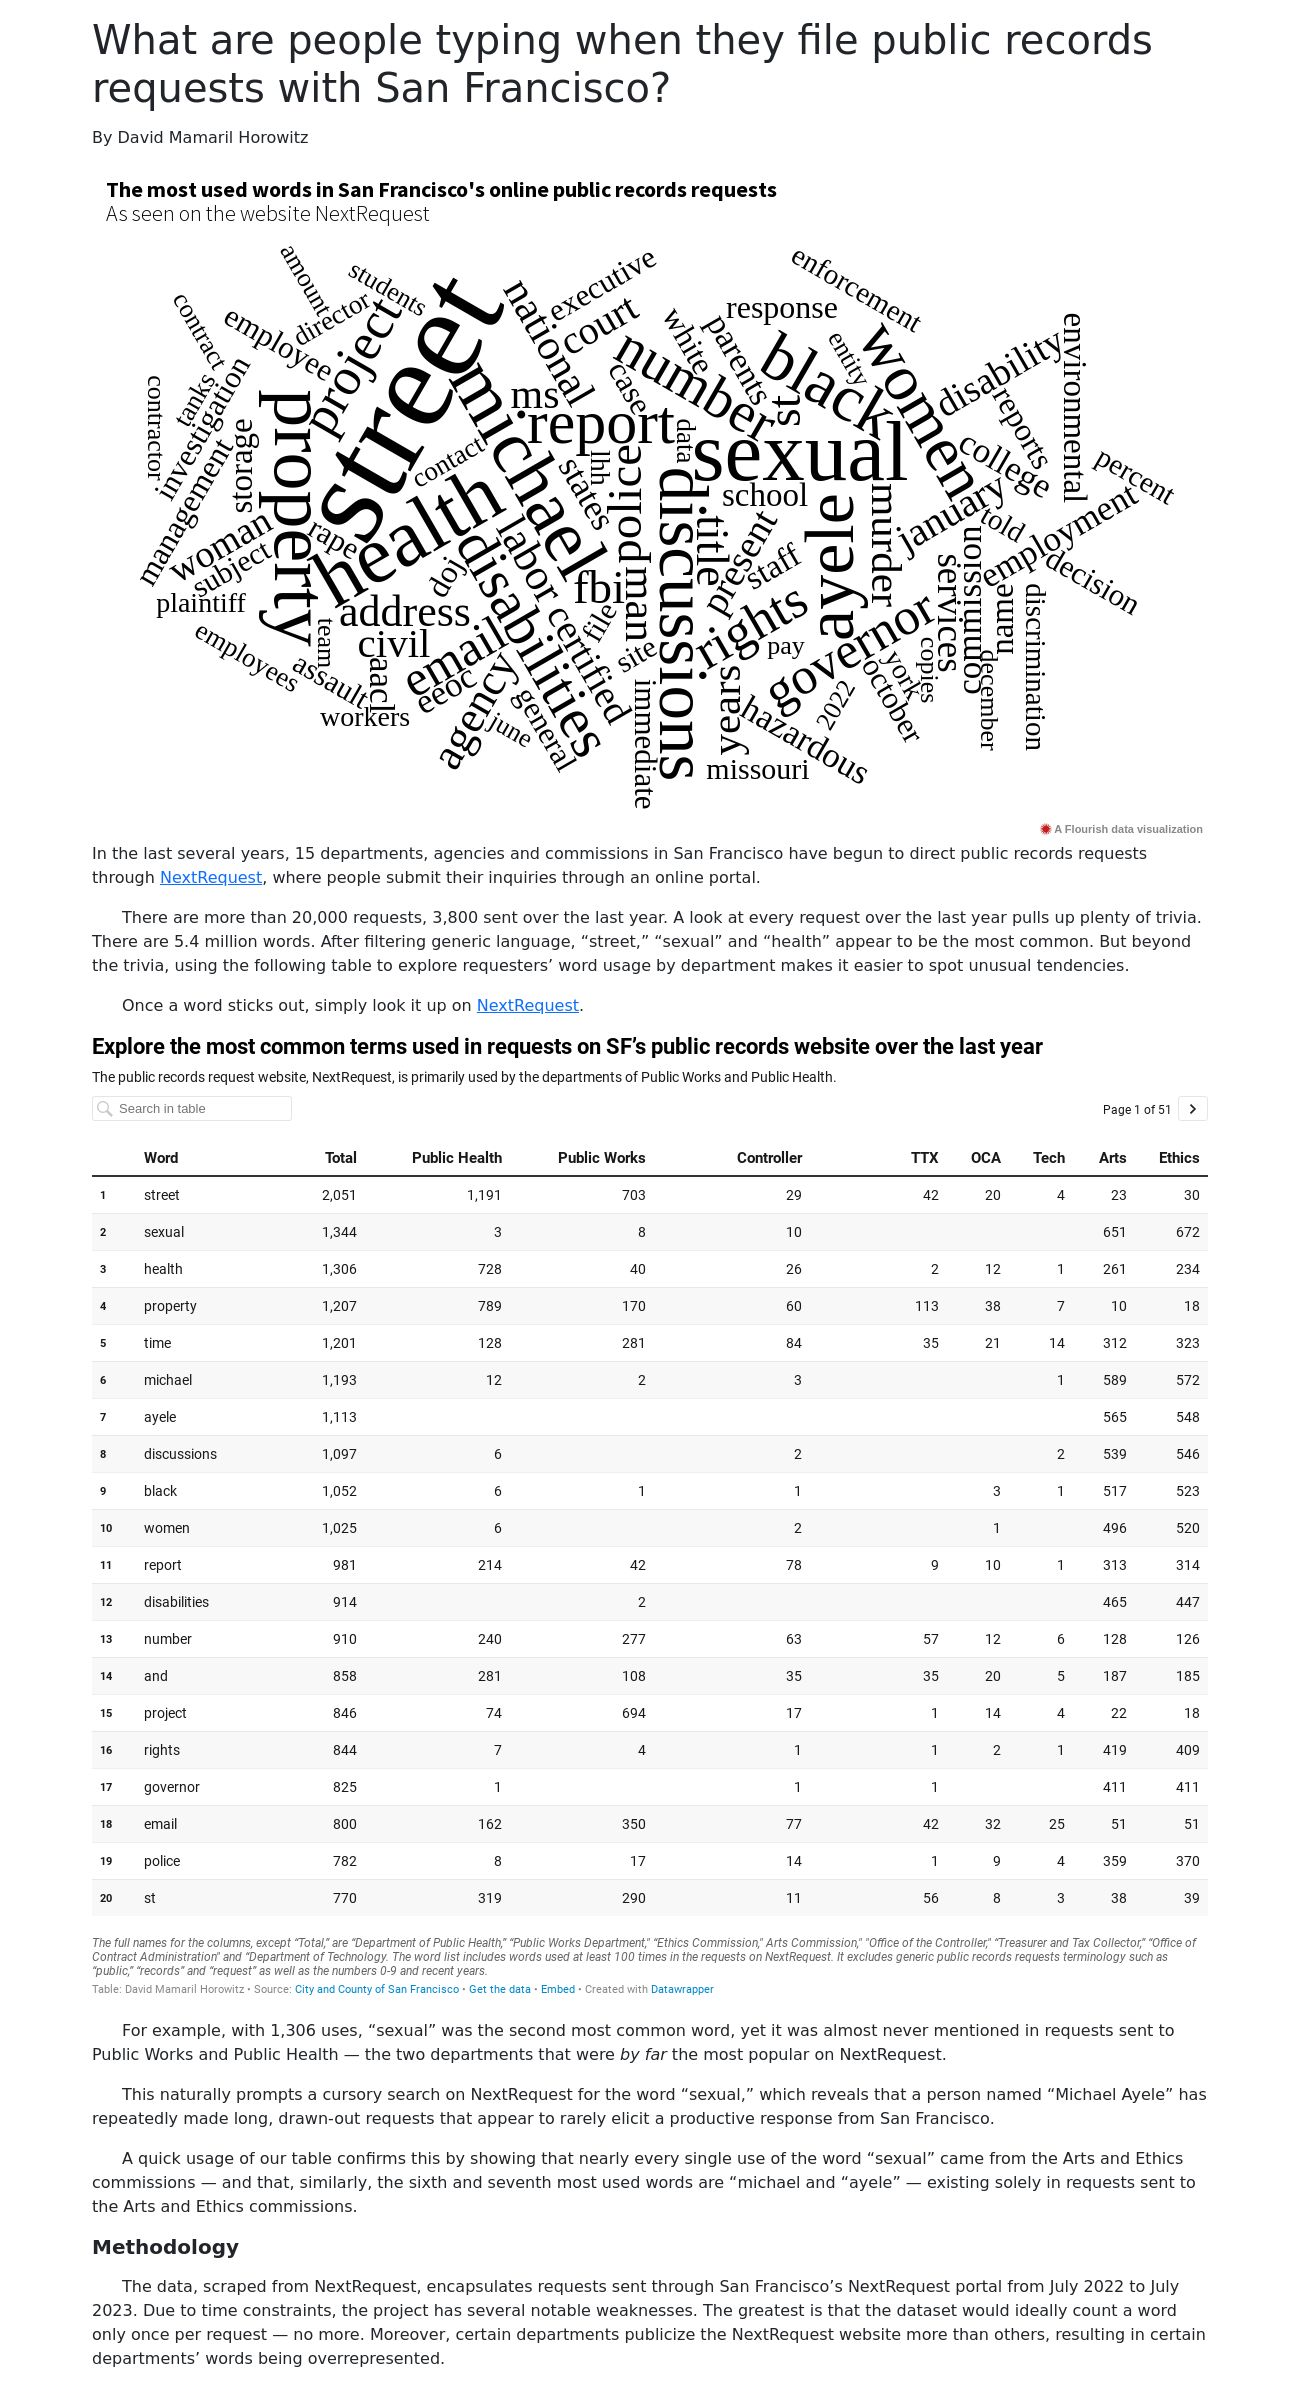 What are people typing when they file public records
requests with San Francisco?
By David Mamaril Horowitz
The most used words in San Francisco's online public records requests
As seen on the website NextRequest
amount
students
director
contract
employee
project
street
national
executive
court
white
parents
response
enforcement
entity
number
black
women
disability
environmental
reports
tanks
investigation
contractor
storage
management
property
michael
ms
report
case
data
st
sexual
college
percent
contact
lhh
states
police
school
murder
january
told
employment
decision
woman
subject
rape
health
plaintiff
address
civil
doj
disabilities
labor
fbi
man
discussions
title
present
staff
ayele
rights
governor
services
commission
name
discrimination
december
file
site
certified
pay
team
employees
assault
aacl
workers
email
eeoc
agency
june
general
immediate
years
hazardous
missouri
2022
october
york
copies
A Flourish data visualization
In the last several years, 15 departments, agencies and commissions in San Francisco have begun to direct public records requests
through NextRequest, where people submit their inquiries through an online portal.
There are more than 20,000 requests, 3,800 sent over the last year. A look at every request over the last year pulls up plenty of trivia.
There are 5.4 million words. After filtering generic language, “street,” “sexual” and “health” appear to be the most common. But beyond
the trivia, using the following table to explore requesters’ word usage by department makes it easier to spot unusual tendencies.
Once a word sticks out, simply look it up on NextRequest.
Explore the most common terms used in requests on SF’s public records website over the last year
The public records request website, NextRequest, is primarily used by the departments of Public Works and Public Health.
Search in table Page 1 of 51
Word Total Public Health Public Works Controller TTX OCA Tech Arts Ethics
1 street 2,051 1,191 703 29 42 20 4 23 30
2 sexual 1,344 3 8 10 651 672
3 health 1,306 728 40 26 2 12 1 261 234
4 property 1,207 789 170 60 113 38 7 10 18
5 time 1,201 128 281 84 35 21 14 312 323
6 michael 1,193 12 2 3 1 589 572
7 ayele 1,113 565 548
8 discussions 1,097 6 2 2 539 546
9 black 1,052 6 1 1 3 1 517 523
10 women 1,025 6 2 1 496 520
11 report 981 214 42 78 9 10 1 313 314
12 disabilities 914 2 465 447
13 number 910 240 277 63 57 12 6 128 126
14 and 858 281 108 35 35 20 5 187 185
15 project 846 74 694 17 1 14 4 22 18
16 rights 844 7 4 1 1 2 1 419 409
17 governor 825 1 1 1 411 411
18 email 800 162 350 77 42 32 25 51 51
19 police 782 8 17 14 1 9 4 359 370
20 st 770 319 290 11 56 8 3 38 39
The full names for the columns, except “Total,” are “Department of Public Health,” “Public Works Department," “Ethics Commission," Arts Commission," "Office of the Controller," “Treasurer and Tax Collector,” “Office of
Contract Administration" and “Department of Technology. The word list includes words used at least 100 times in the requests on NextRequest. It excludes generic public records requests terminology such as
“public,” “records” and “request” as well as the numbers 0-9 and recent years.
Table: David Mamaril Horowitz • Source: City and County of San Francisco • Get the data • Embed • Created with Datawrapper
For example, with 1,306 uses, “sexual” was the second most common word, yet it was almost never mentioned in requests sent to
Public Works and Public Health — the two departments that were by far the most popular on NextRequest.
This naturally prompts a cursory search on NextRequest for the word “sexual,” which reveals that a person named “Michael Ayele” has
repeatedly made long, drawn-out requests that appear to rarely elicit a productive response from San Francisco.
A quick usage of our table confirms this by showing that nearly every single use of the word “sexual” came from the Arts and Ethics
commissions — and that, similarly, the sixth and seventh most used words are “michael and “ayele” — existing solely in requests sent to
the Arts and Ethics commissions.
Methodology
The data, scraped from NextRequest, encapsulates requests sent through San Francisco’s NextRequest portal from July 2022 to July
2023. Due to time constraints, the project has several notable weaknesses. The greatest is that the dataset would ideally count a word
only once per request — no more. Moreover, certain departments publicize the NextRequest website more than others, resulting in certain
departments’ words being overrepresented.